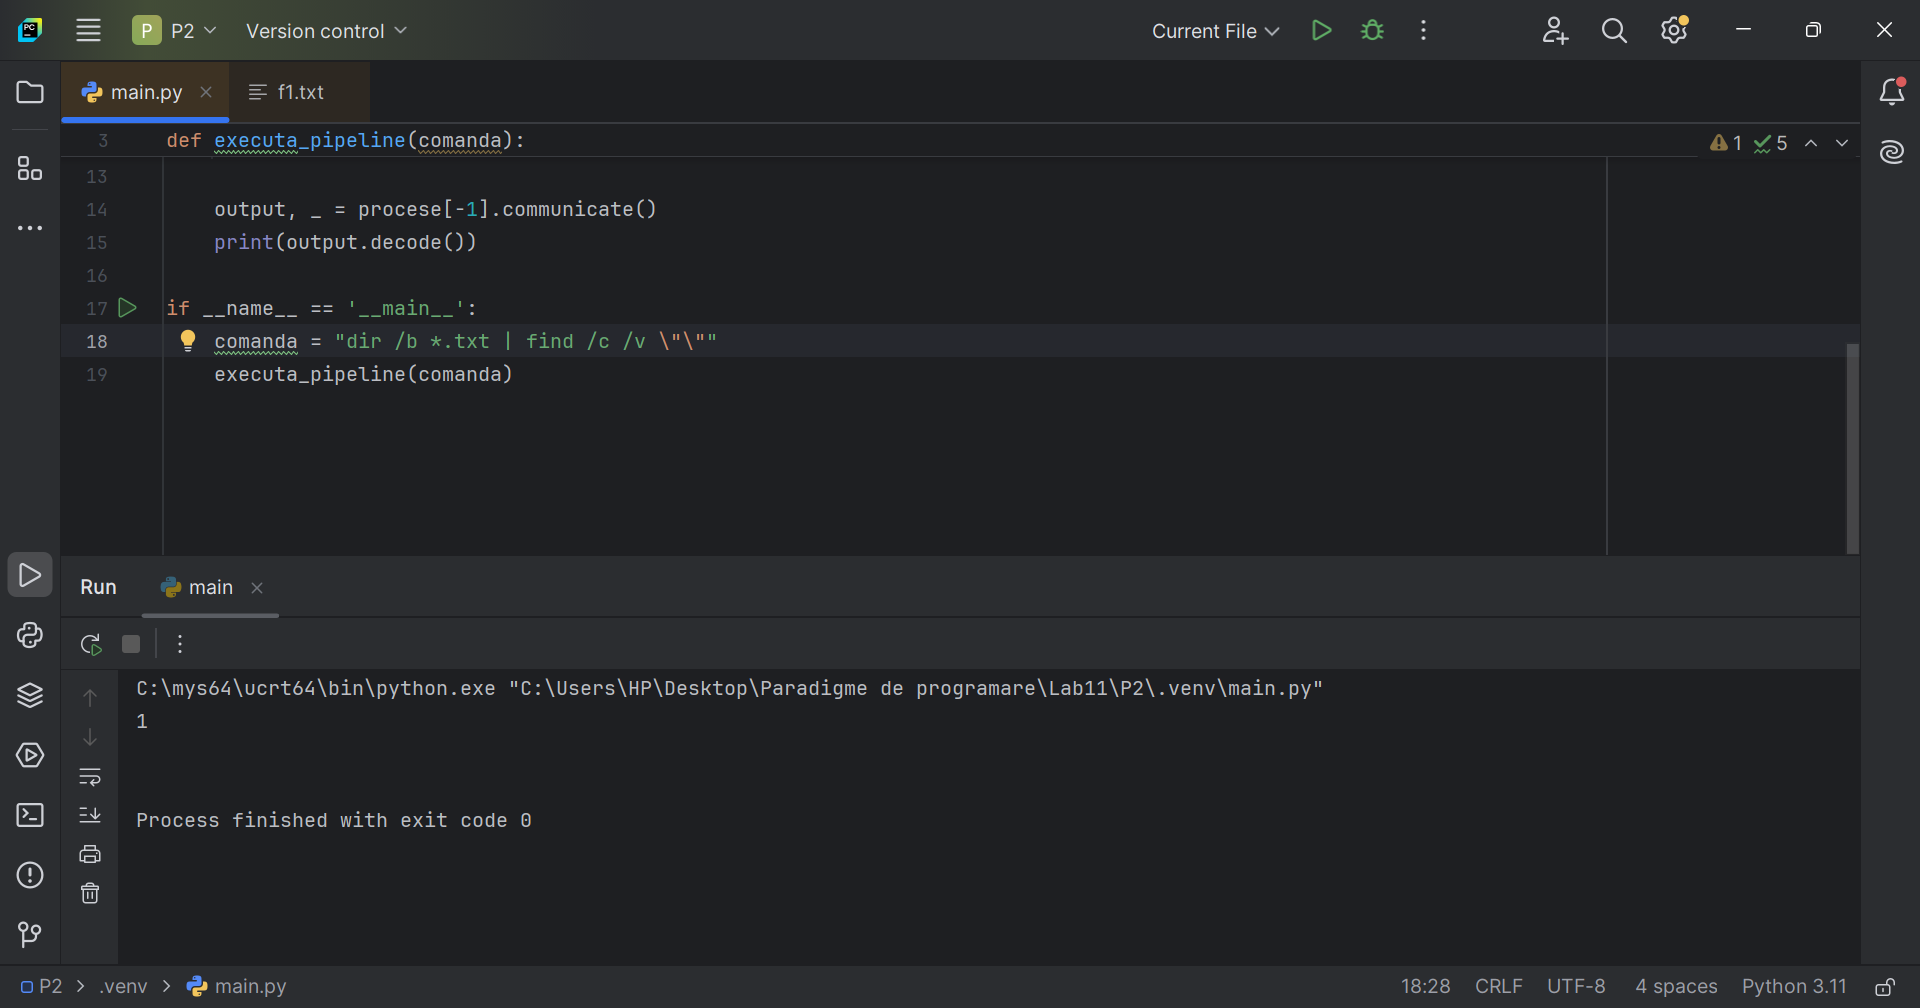 PC P P2 Version control Current File
main.py f1.txt
3 def executa_pipeline(comanda): 1 5
13
14 output, _ = procese[-1].communicate()
15 print(output.decode())
16
17 if __name__ == '__main__':
18 comanda = "dir /b *.txt | find /c /v \"\""
19 executa_pipeline(comanda)
Run main
C:\mys64\ucrt64\bin\python.exe "C:\Users\HP\Desktop\Paradigme de programare\Lab11\P2\.venv\main.py"
1
Process finished with exit code 0
P2 > .venv > main.py 18:28 CRLF UTF-8 4 spaces Python 3.11